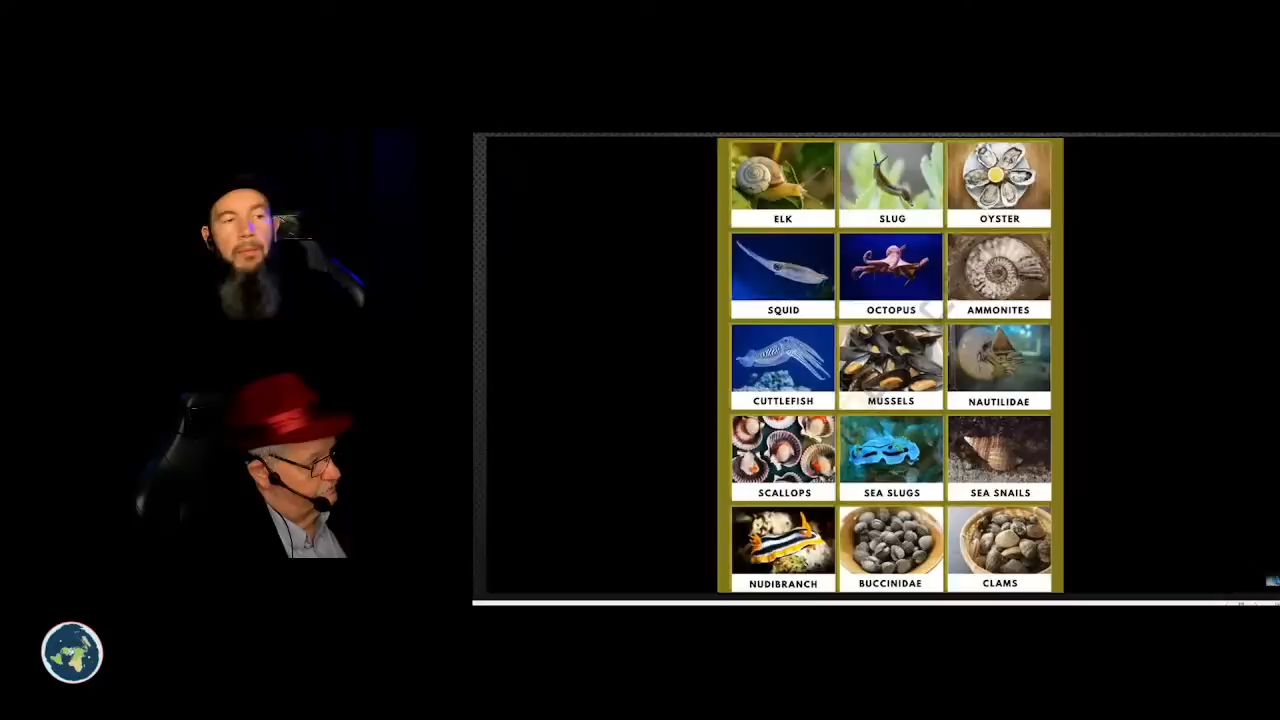 ELK SLUG OYSTER
SQUID OCTOPUS AMMONITES
CUTTLEFISH MUSSELS NAUTILIDAE
SCALLOPS SEA SLUGS SEA SNAILS
NUDIBRANCH BUCCINIDAE CLAMS